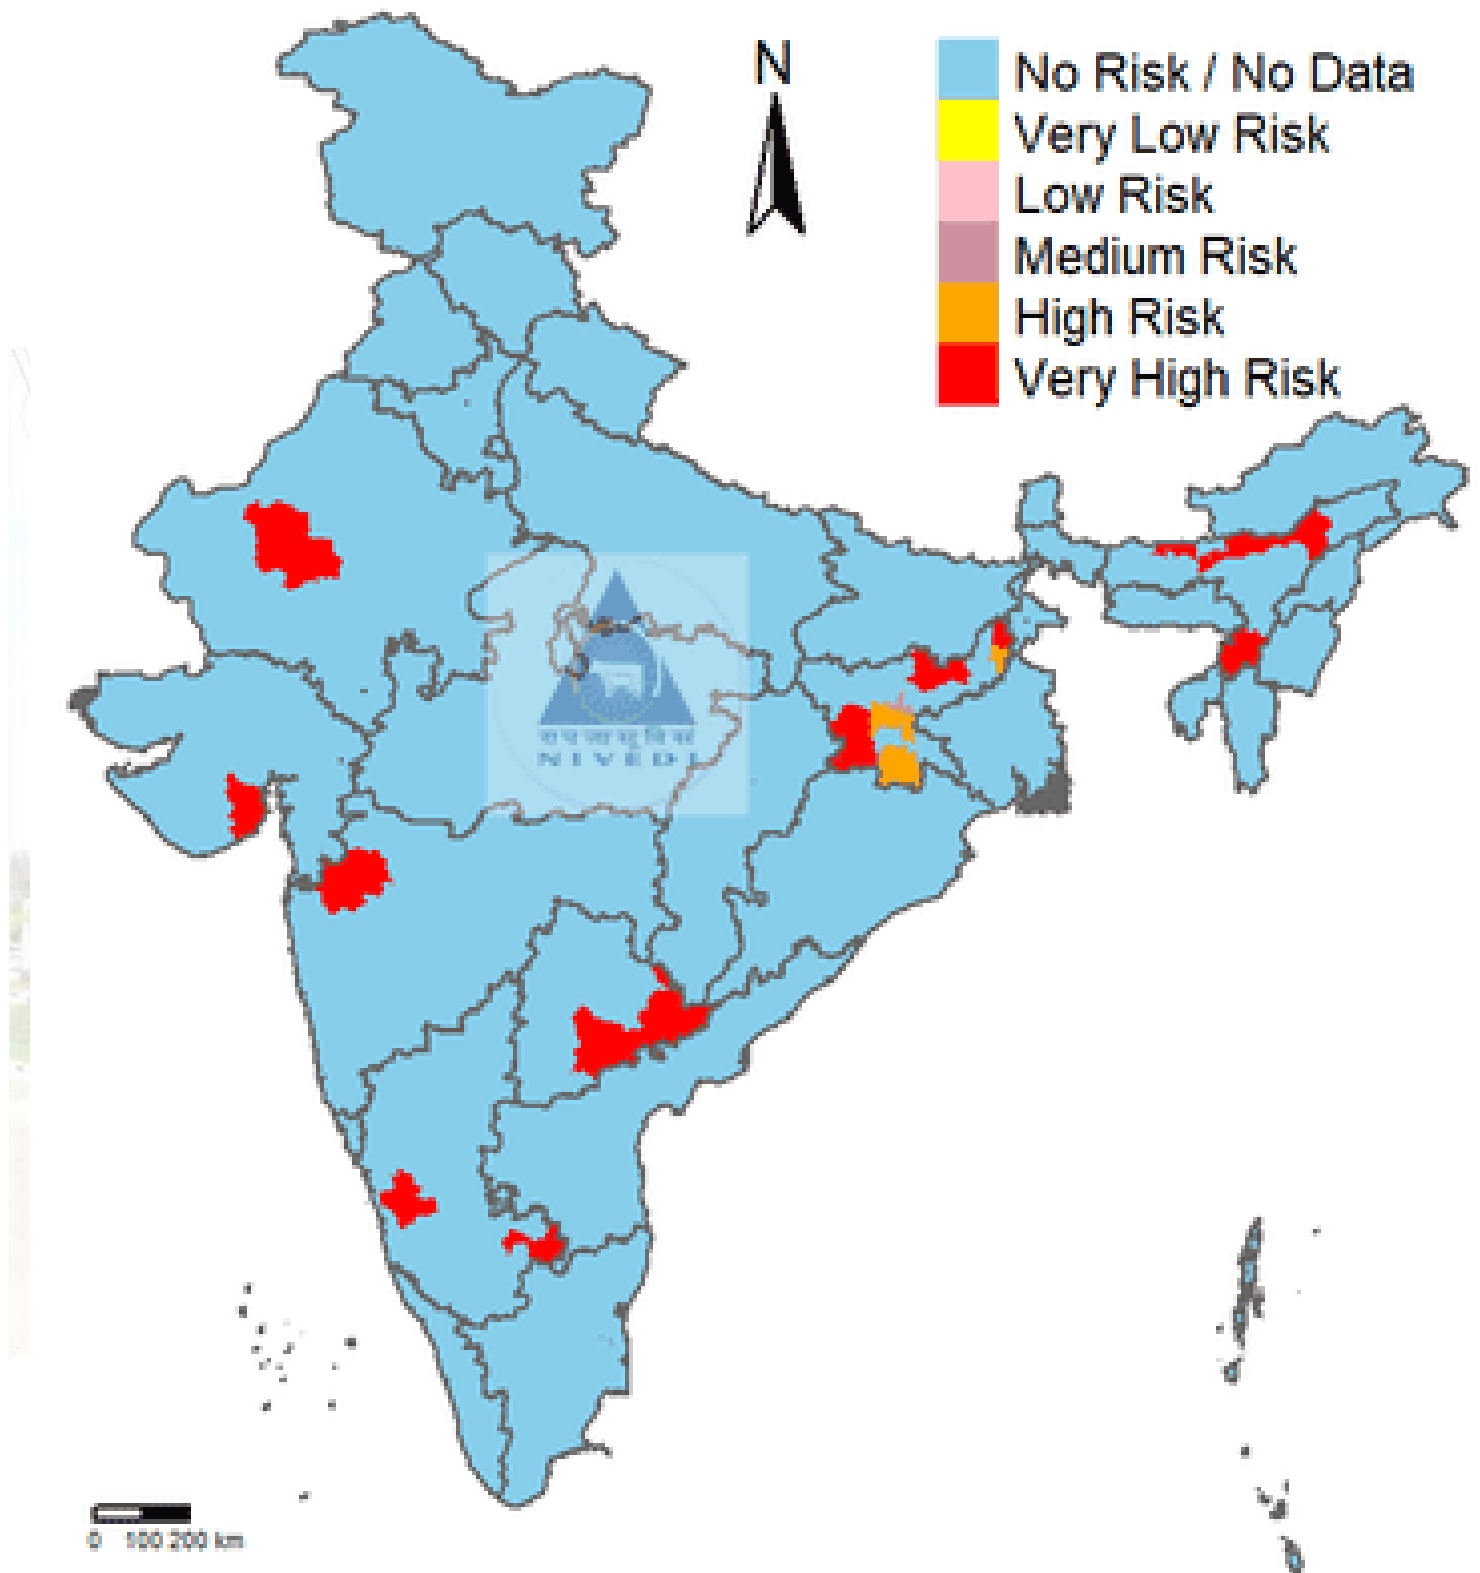 N
No Risk / No Data
Very Low Risk
Low Risk
Medium Risk
High Risk
Very High Risk
NIVEDI
0 100 200 km